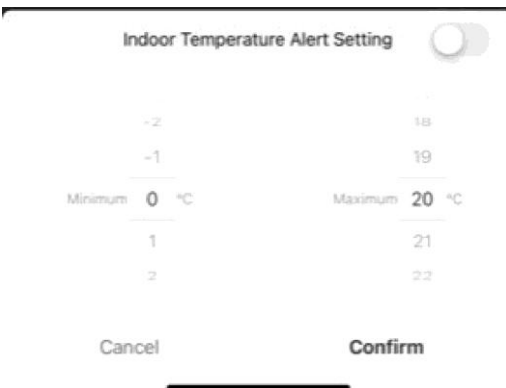 Indoor Temperature Alert Setting
-2 18
-1 19
Minimum 0 °C Maximum 20 °C
1 21
2 22
Cancel Confirm